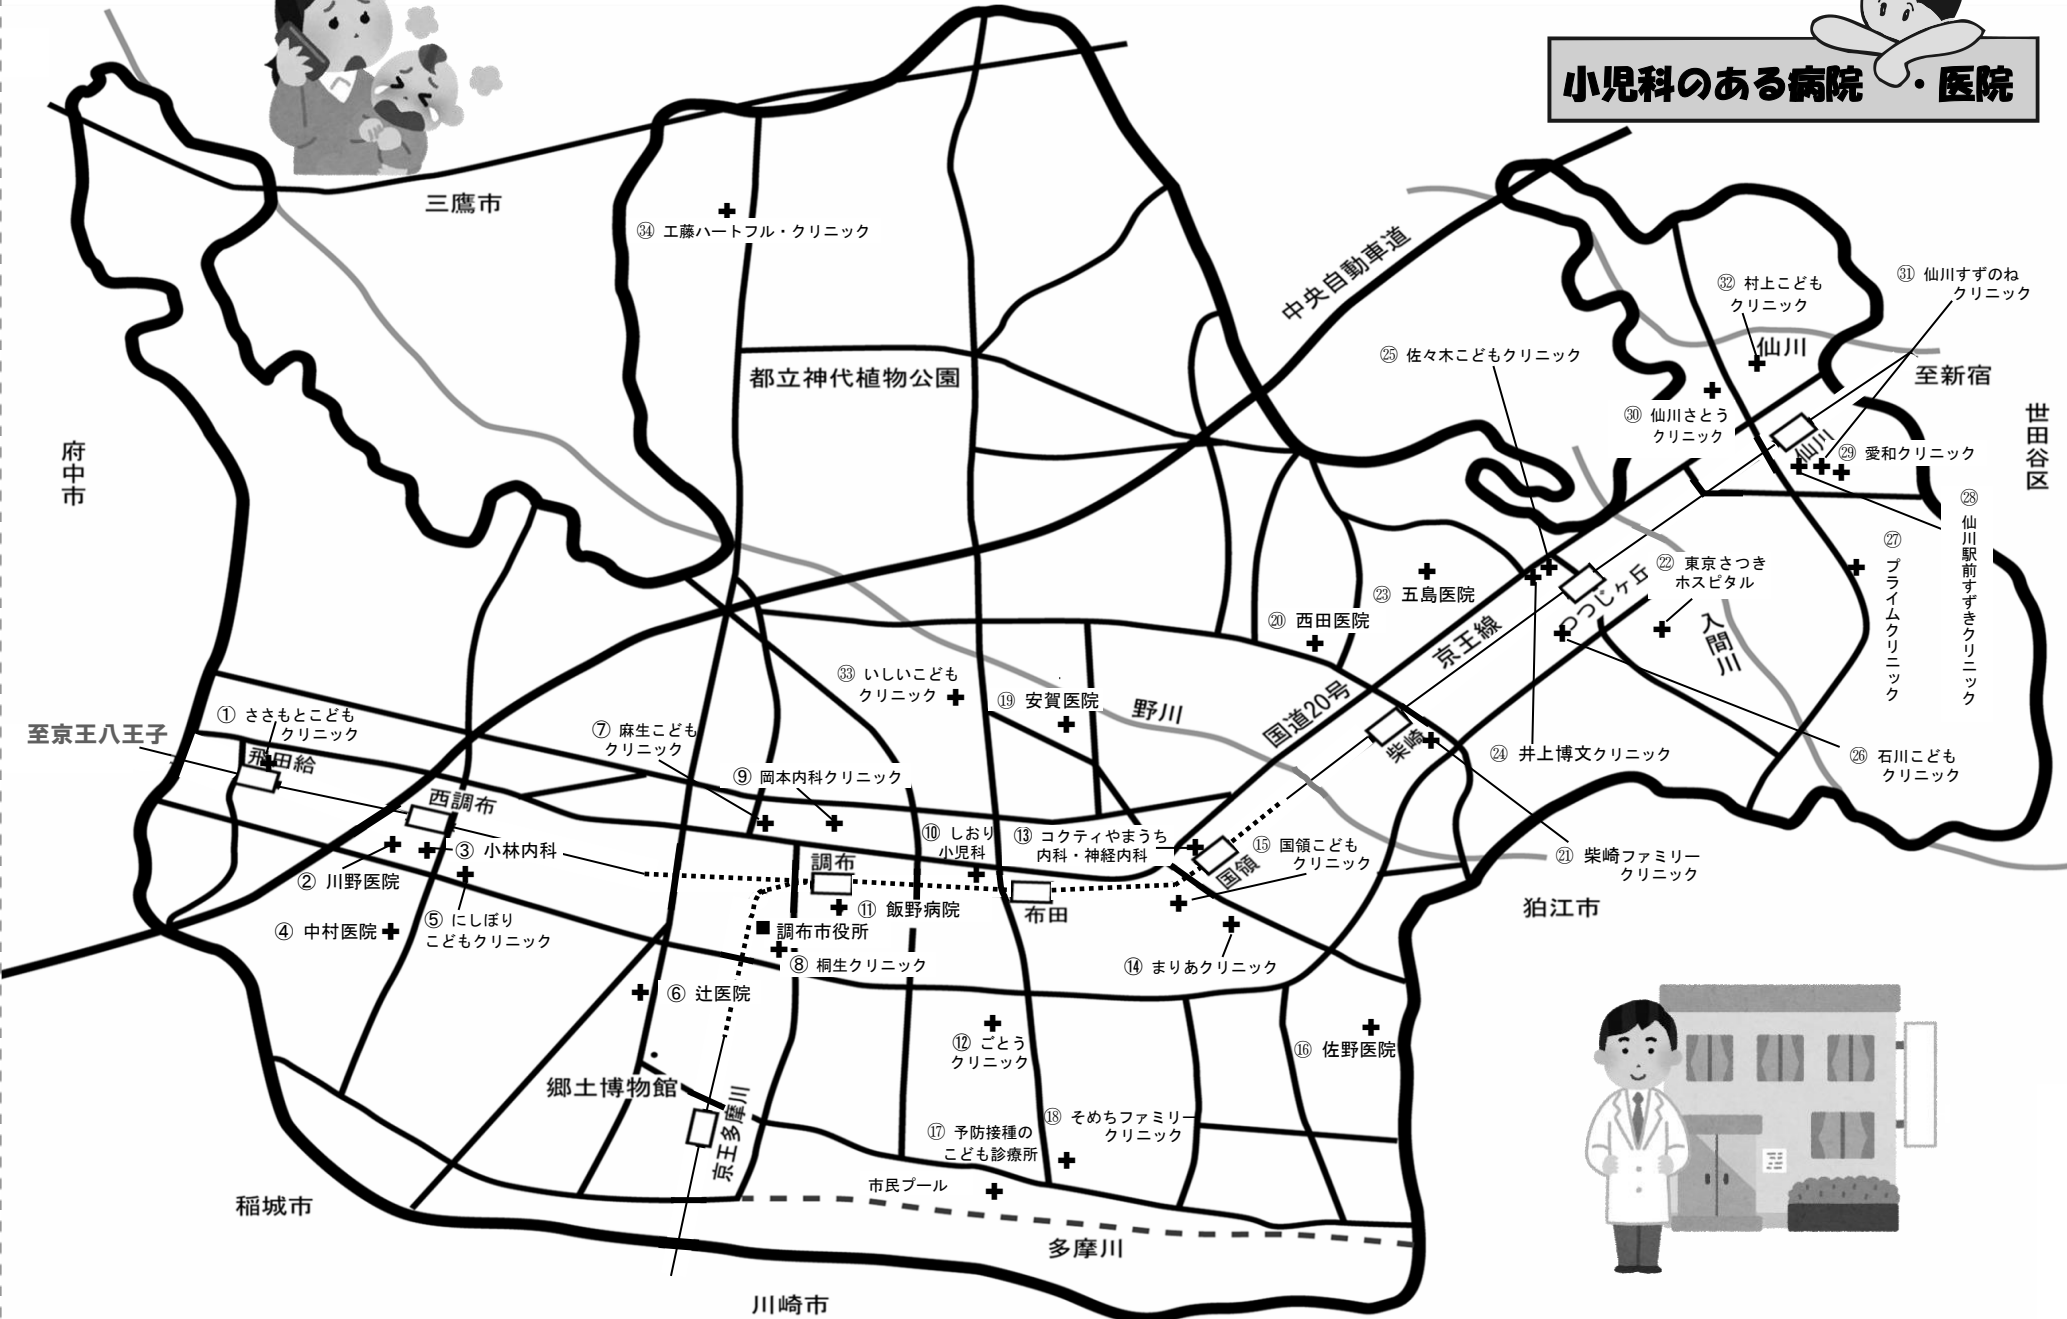 小児科のある病院・医院
三鷹市
㉞ 工藤ハートフル・クリニック
中央自動車道
㉜ 村上こども
クリニック
㉛ 仙川すずのね
クリニック
仙川
至新宿
世田谷区
㉕ 佐々木こどもクリニック
都立神代植物公園
㉚ 仙川さとう
クリニック
仙川
㉙ 愛和クリニック
㉘ 仙川駅前すずきクリニック
㉗ プライムクリニック
府中市
㉒ 東京さつき
ホスピタル
つつじヶ丘
入間川
㉓ 五島医院
⑳ 西田医院
京王線
国道20号
㉝ いしいこども
クリニック
⑲ 安賀医院
野川
柴崎
㉔ 井上博文クリニック
㉖ 石川こども
クリニック
① ささもとこども
クリニック
至京王八王子
飛田給
⑦ 麻生こども
クリニック
⑨ 岡本内科クリニック
西調布
⑩ しおり
小児科
⑬ コクティやまうち
内科・神経内科
⑮ 国領こども
クリニック
国領
㉑ 柴崎ファミリー
クリニック
③ 小林内科
調布
② 川野医院
⑪ 飯野病院
布田
狛江市
④ 中村医院
⑤ にしぼり
こどもクリニック
調布市役所
⑧ 桐生クリニック
⑭ まりあクリニック
⑥ 辻医院
⑫ ごとう
クリニック
⑯ 佐野医院
郷土博物館
京王多摩川
⑱ そめちファミリー
クリニック
⑰ 予防接種の
こども診療所
市民プール
稲城市
多摩川
川崎市